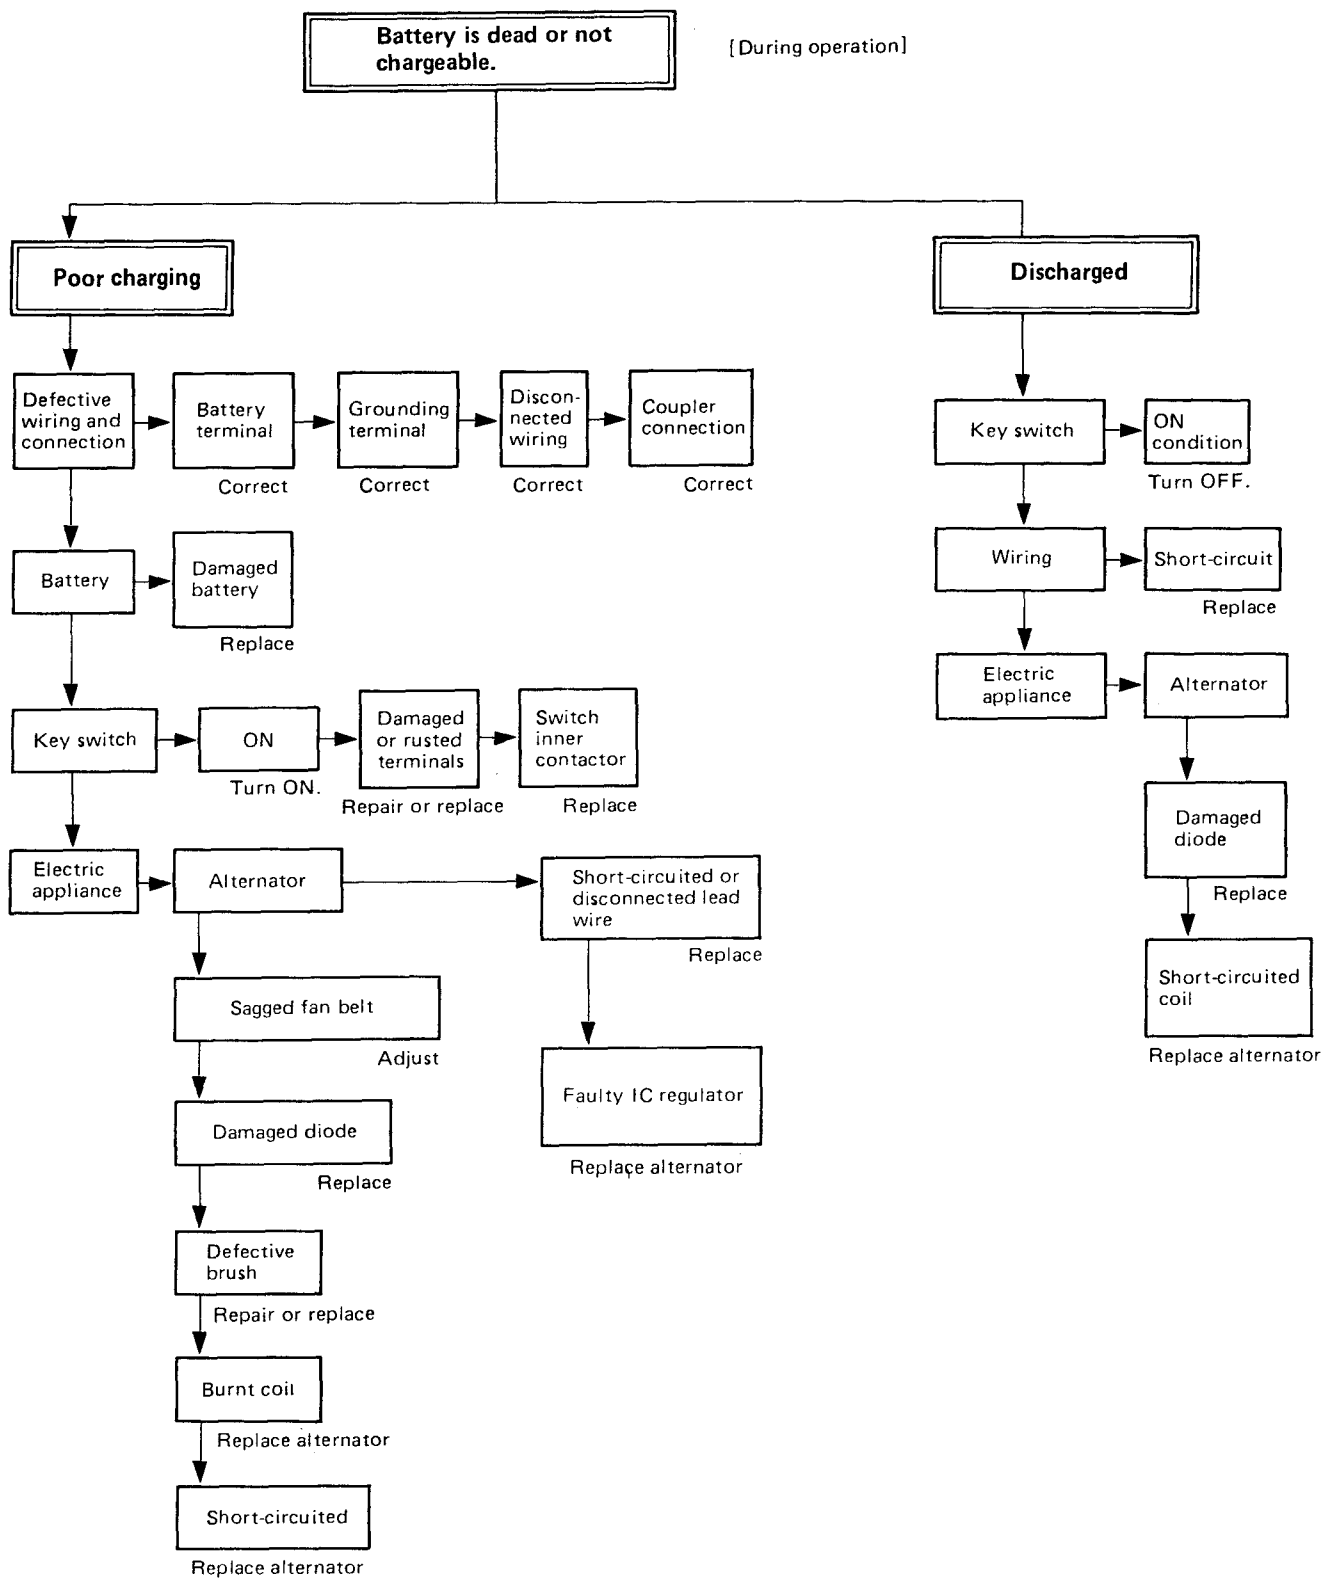 Battery is dead or not
chargeable.
[During operation]
Poor charging
Discharged
Defective
wiring and
connection
Battery
terminal
Correct
Grounding
terminal
Correct
Discon-
nected
wiring
Correct
Coupler
connection
Correct
Battery
Damaged
battery
Replace
Key switch
ON
Turn ON.
Damaged
or rusted
terminals
Repair or replace
Switch
inner
contactor
Replace
Electric
appliance
Alternator
Short-circuited or
disconnected lead
wire
Replace
Faulty IC regulator
Replace alternator
Sagged fan belt
Adjust
Damaged diode
Replace
Defective
brush
Repair or replace
Burnt coil
Replace alternator
Short-circuited
Replace alternator
Key switch
ON
condition
Turn OFF.
Wiring
Short-circuit
Replace
Electric
appliance
Alternator
Damaged
diode
Replace
Short-circuited
coil
Replace alternator